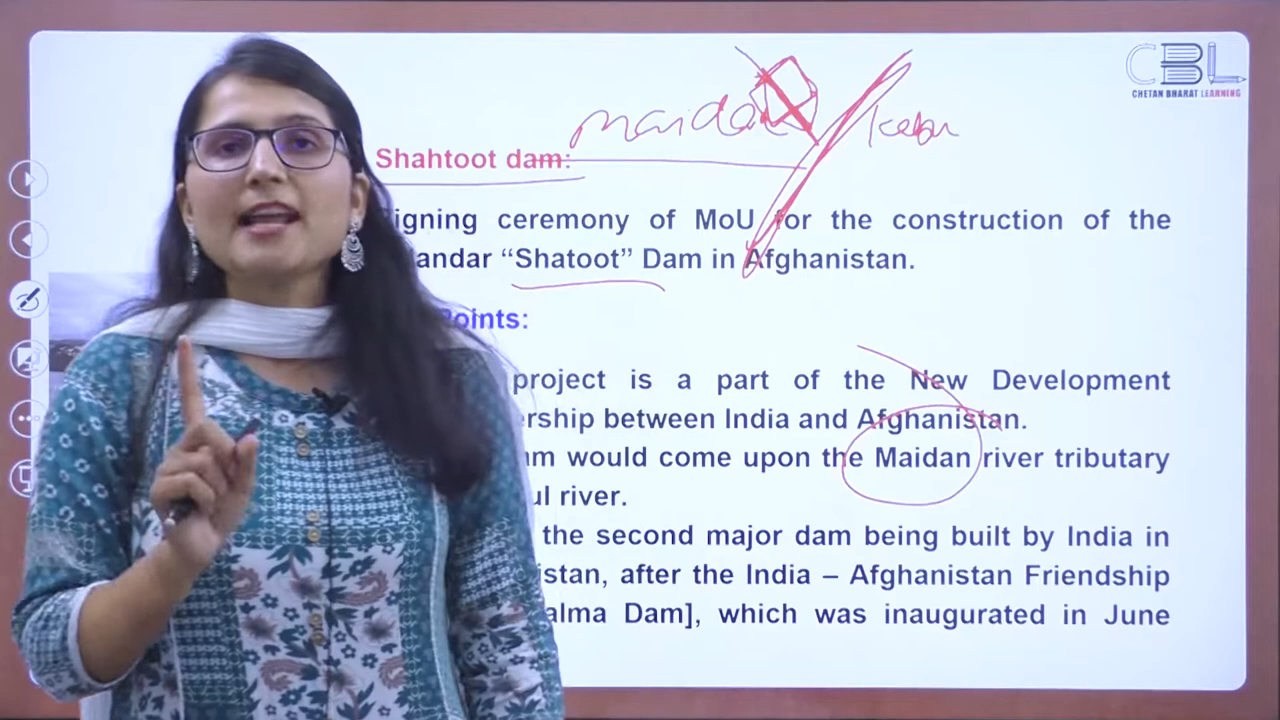 CBL
CHETAN BHARAT LEARNING
maidan
Shahtoot dam:
igning ceremony of MoU for the construction of the
andar “Shatoot” Dam in Afghanistan.
Points:
project is a part of the New Development
ership between India and Afghanistan.
am would come upon the Maidan river tributary
ul river.
the second major dam being built by India in
istan, after the India – Afghanistan Friendship
alma Dam], which was inaugurated in June